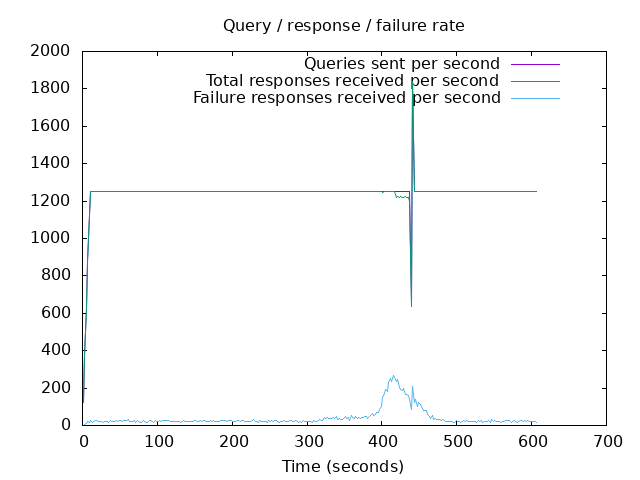 Query / response / failure rate
2000
1800
1600
1400
1200
1000
800
600
400
200
0
Queries sent per second
Total responses received per second
Failure responses received per second
0 100 200 300 400 500 600 700
Time (seconds)